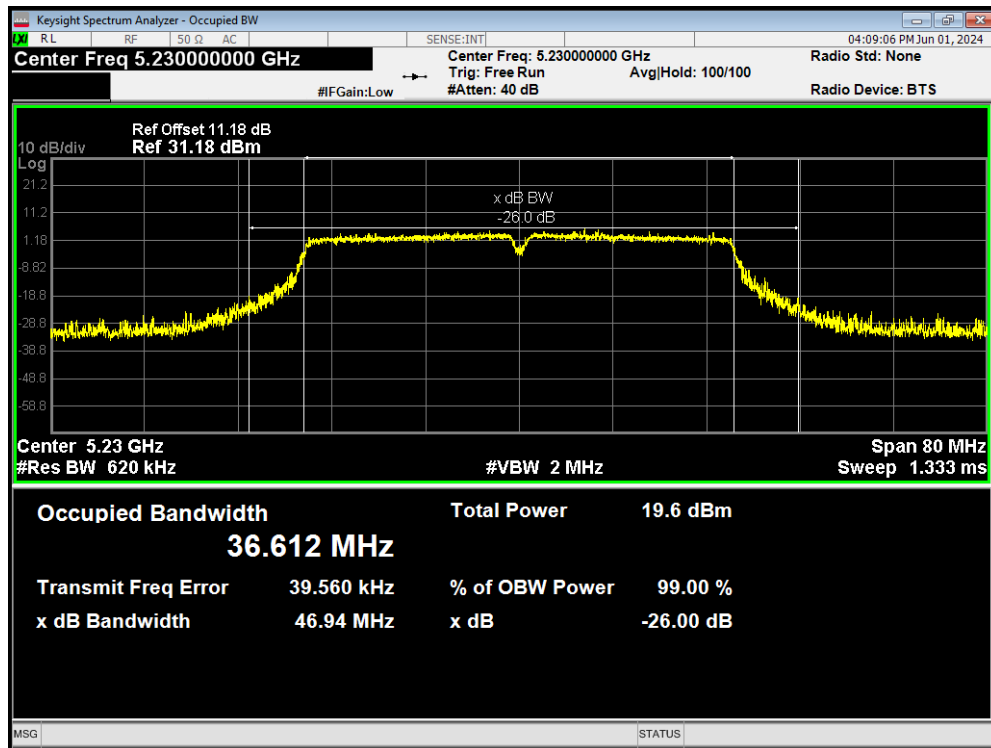 Keysight Spectrum Analyzer - Occupied BW
LXI RL RF 50 Ω AC SENSE:INT 04:09:06 PM Jun 01, 2024
Center Freq 5.230000000 GHz Center Freq: 5.230000000 GHz Radio Std: None
Trig: Free Run Avg|Hold: 100/100
#IFGain:Low #Atten: 40 dB Radio Device: BTS
Ref Offset 11.18 dB
10 dB/div Ref 31.18 dBm
Log
21.2
x dB BW
11.2
-26.0 dB
1.18
-8.82
-18.8
-28.8
-38.8
-48.8
-58.8
Center 5.23 GHz Span 80 MHz
#Res BW 620 kHz #VBW 2 MHz Sweep 1.333 ms
Occupied Bandwidth Total Power 19.6 dBm
36.612 MHz
Transmit Freq Error 39.560 kHz % of OBW Power 99.00 %
x dB Bandwidth 46.94 MHz x dB -26.00 dB
MSG STATUS